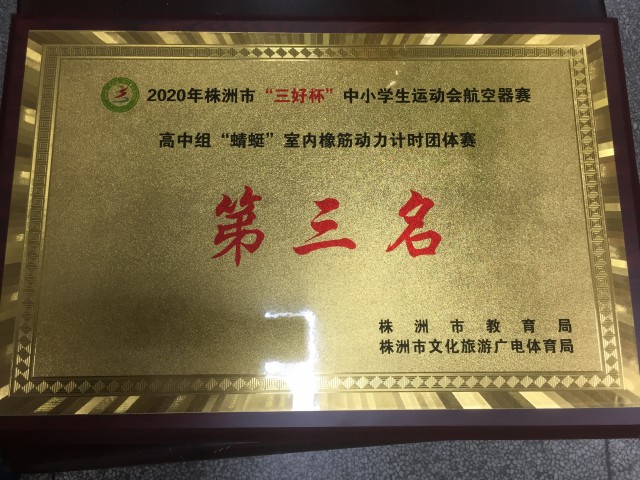 2020年株洲市“三好杯”中小学生运动会航空器赛
高中组“蜻蜓”室内橡筋动力计时团体赛
第三名
株洲市教育局
株洲市文化旅游广电体育局